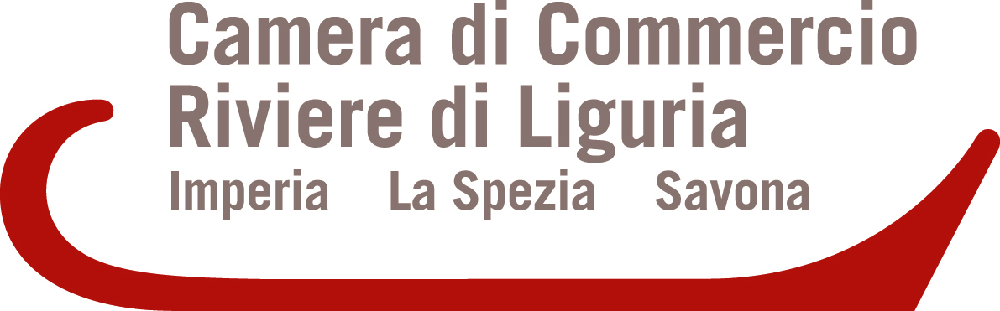 Camera di Commercio
Riviere di Liguria
Imperia La Spezia Savona